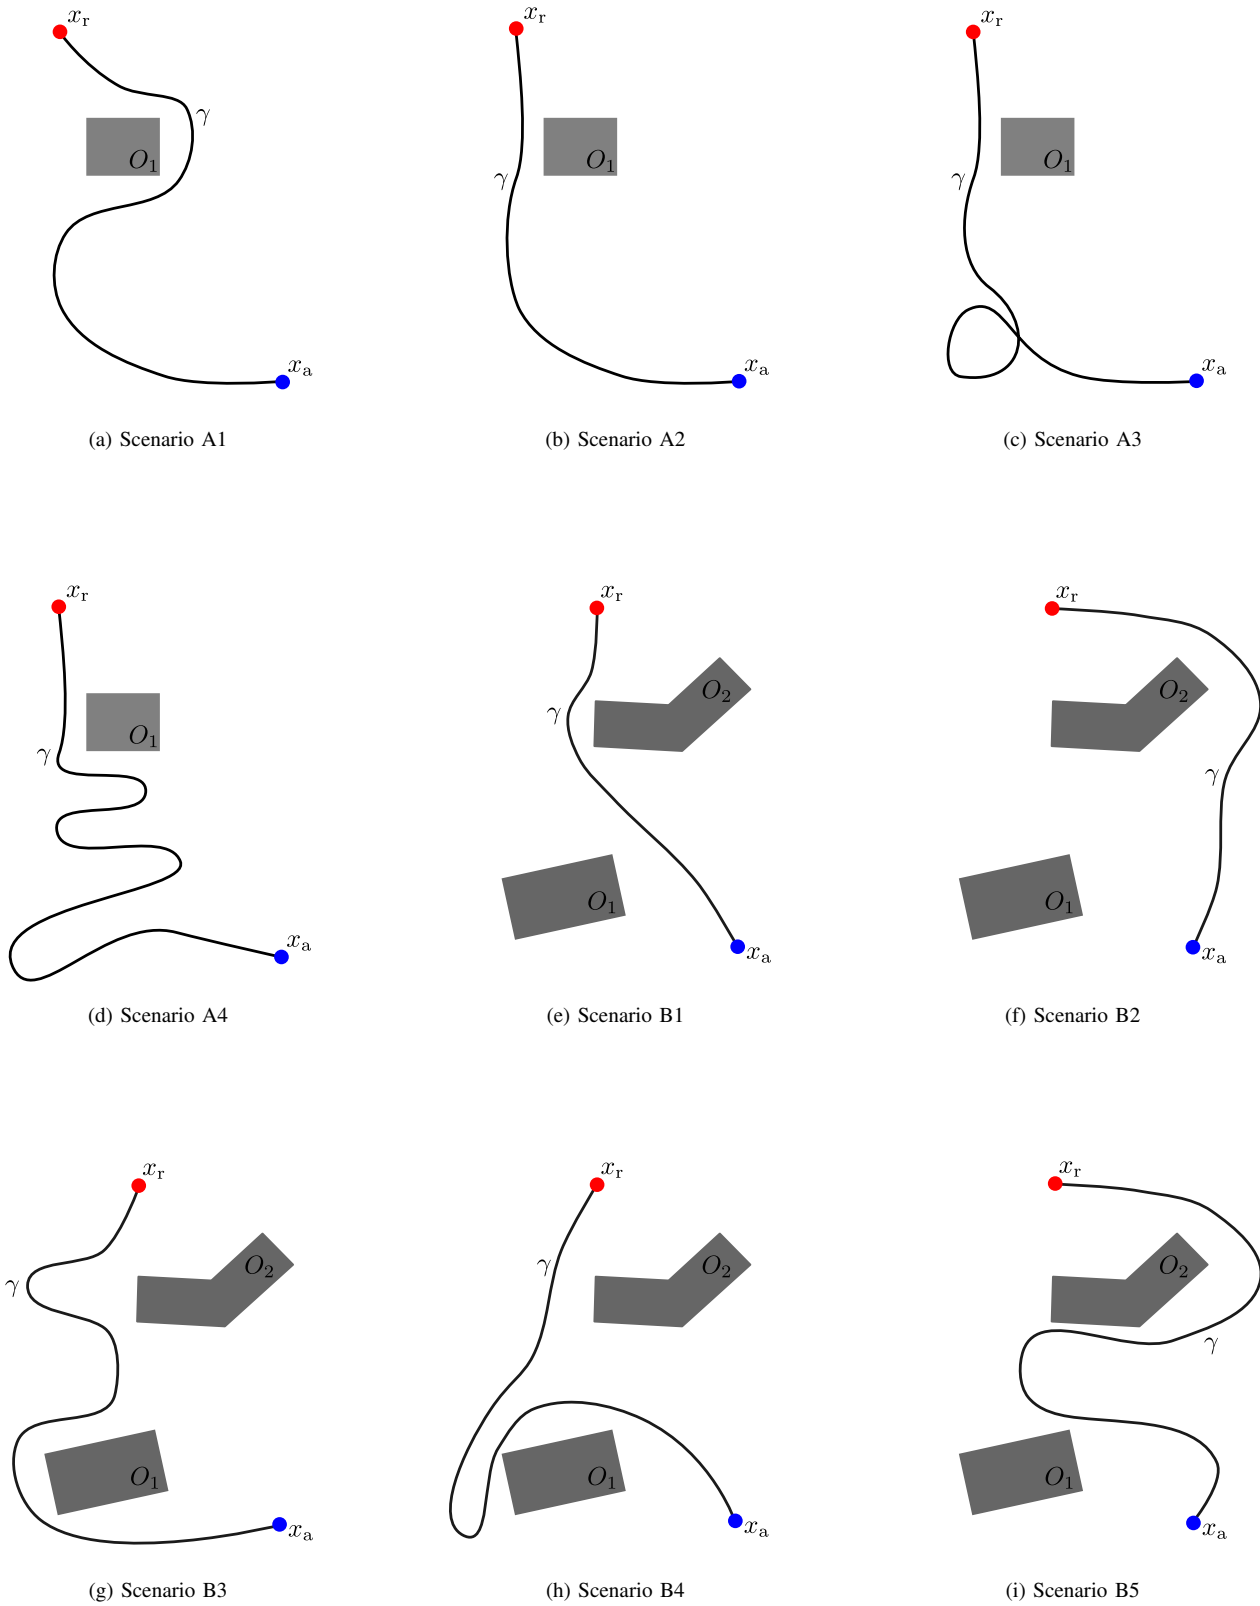 x_r
γ
O_1
x_a
(a) Scenario A1
x_r
γ
O_1
x_a
(b) Scenario A2
x_r
γ
O_1
x_a
(c) Scenario A3
x_r
γ
O_1
x_a
(d) Scenario A4
x_r
γ
O_2
O_1
x_a
(e) Scenario B1
x_r
O_2
γ
O_1
x_a
(f) Scenario B2
x_r
γ
O_2
O_1
x_a
(g) Scenario B3
x_r
γ
O_2
O_1
x_a
(h) Scenario B4
x_r
O_2
γ
O_1
x_a
(i) Scenario B5